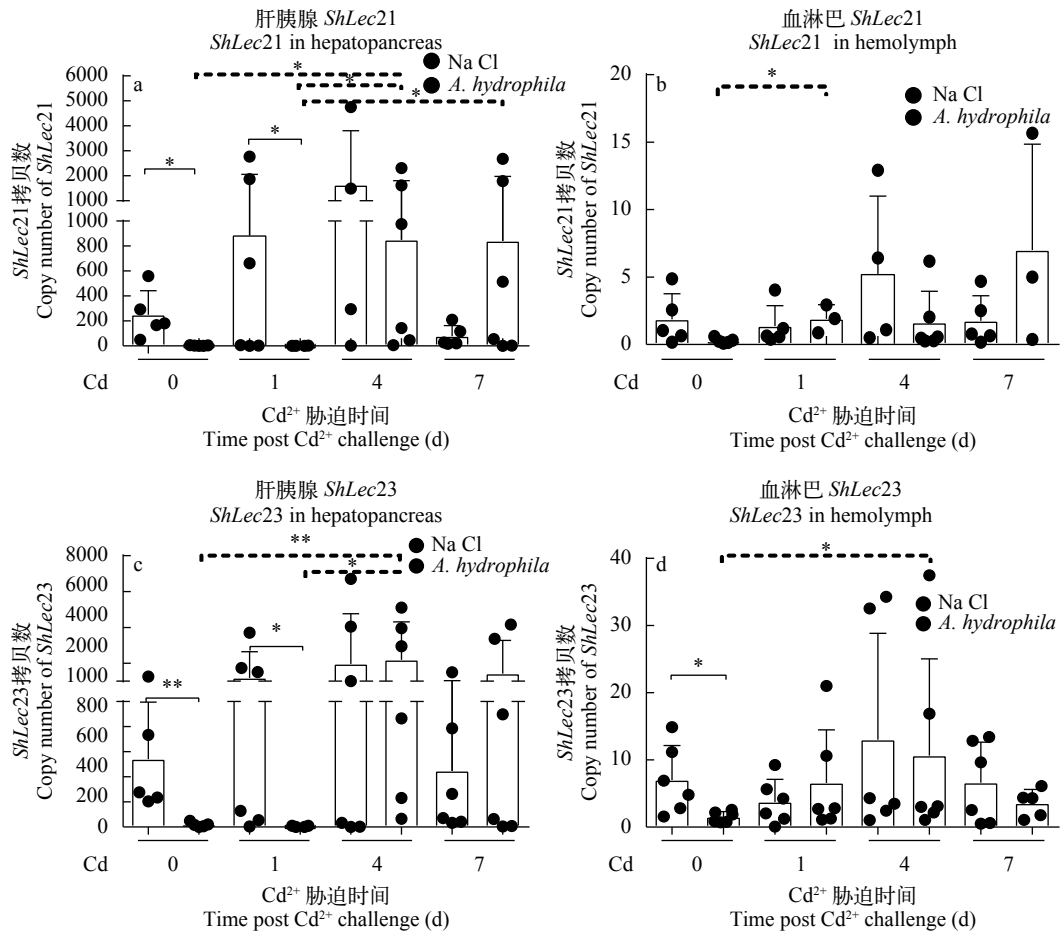 肝胰腺 ShLec21
ShLec21 in hepatopancreas
a
Na Cl
A. hydrophila
*
*
*
*
*
6000
5000
4000
3000
2000
1000
1000
800
600
400
200
0
ShLec21拷贝数
Copy number of ShLec21
Cd 0 1 4 7
Cd²⁺ 胁迫时间
Time post Cd²⁺ challenge (d)
血淋巴 ShLec21
ShLec21 in hemolymph
b
Na Cl
A. hydrophila
*
20
15
10
5
0
ShLec21拷贝数
Copy number of ShLec21
0 1 4 7
Cd²⁺ 胁迫时间
Time post Cd²⁺ challenge (d)
肝胰腺 ShLec23
ShLec23 in hepatopancreas
c
Na Cl
A. hydrophila
**
*
*
**
8000
6000
4000
2000
1000
800
600
400
200
0
ShLec23拷贝数
Copy number of ShLec23
Cd 0 1 4 7
Cd²⁺ 胁迫时间
Time post Cd²⁺ challenge (d)
血淋巴 ShLec23
ShLec23 in hemolymph
d
Na Cl
A. hydrophila
*
*
40
30
20
10
0
ShLec23拷贝数
Copy number of ShLec23
Cd 0 1 4 7
Cd²⁺ 胁迫时间
Time post Cd²⁺ challenge (d)